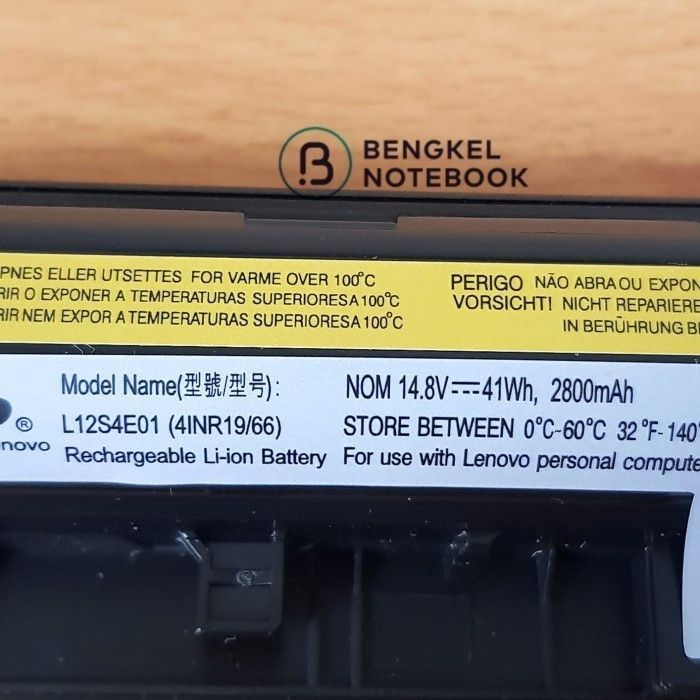 BENGKEL
NOTEBOOK
PNES ELLER UTSETTES FOR VARME OVER 100°C
RIR O EXPONER A TEMPERATURAS SUPERIORES A 100°C
RIR NEM EXPOR A TEMPERATURAS SUPERIORES A 100°C
PERIGO NÃO ABRA OU EXPON
VORSICHT! NICHT REPARIERE
IN BERÜHRUNG B
Model Name(型號/型号):
L12S4E01 (4INR19/66)
Rechargeable Li-ion Battery
® novo
NOM 14.8V⎓41Wh, 2800mAh
STORE BETWEEN 0°C-60°C 32°F-140°
For use with Lenovo personal compute